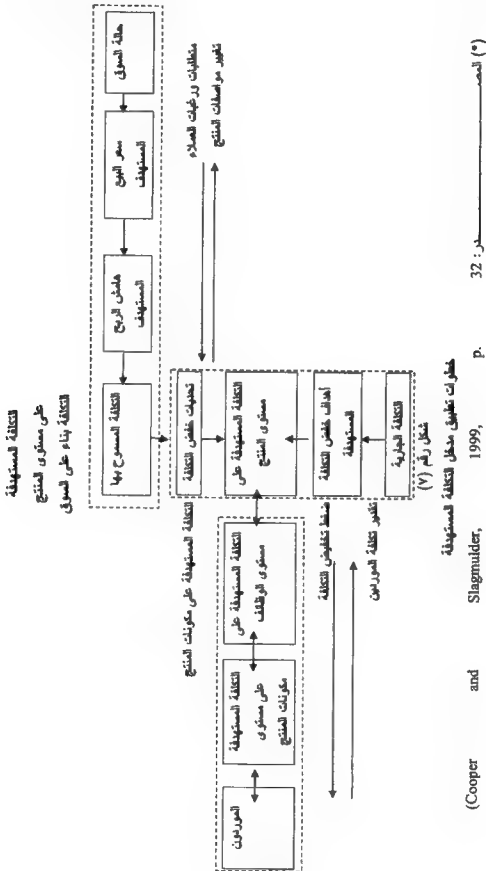 التكلفة المستهدفة
على مستوى المنتج
التكلفة بناء على السوق
حالة السوق
سعر البيع
المستهدف
هامش الربح
المستهدف
التكلفة المسموح بها
متطلبات ورغبات العملاء
تغيير مواصفات المنتج
تحديات خفض التكلفة
التكلفة المستهدفة على
مستوى المنتج
أهداف خفض التكلفة
المستهدفة
التكلفة الجارية
التكلفة المستهدفة على مكونات المنتج
التكلفة المستهدفة على
مستوى الوظائف
التكلفة المستهدفة
على مستوى
مكونات المنتج
الموردون
ضغط تخفيض التكلفة
تقدير تكلفة الموردين
شكل رقم (٧)
خطوات تطبيق مدخل التكلفة المستهدفة
(*) المصــــــدر: (Cooper and Slagmulder, 1999, p. 32